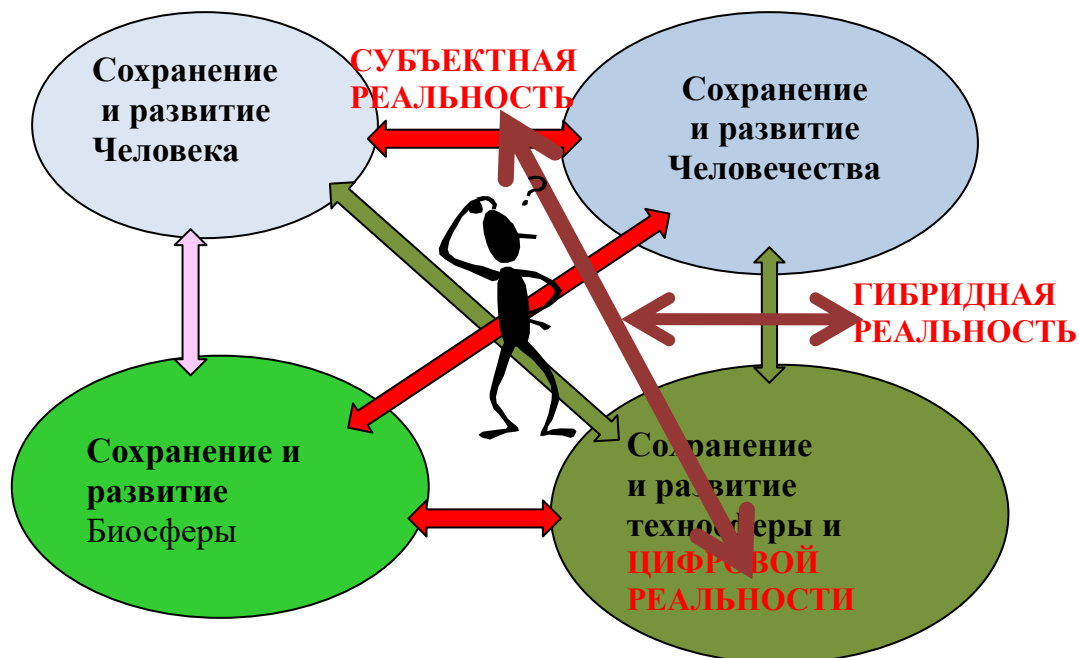 Сохранение
и развитие
Человека
СУБЪЕКТНАЯ
РЕАЛЬНОСТЬ
Сохранение
и развитие
Человечества
?
ГИБРИДНАЯ
РЕАЛЬНОСТЬ
Сохранение и
развитие
Биосферы
Сохранение
и развитие
техносферы и
ЦИФРОВОЙ
РЕАЛЬНОСТИ